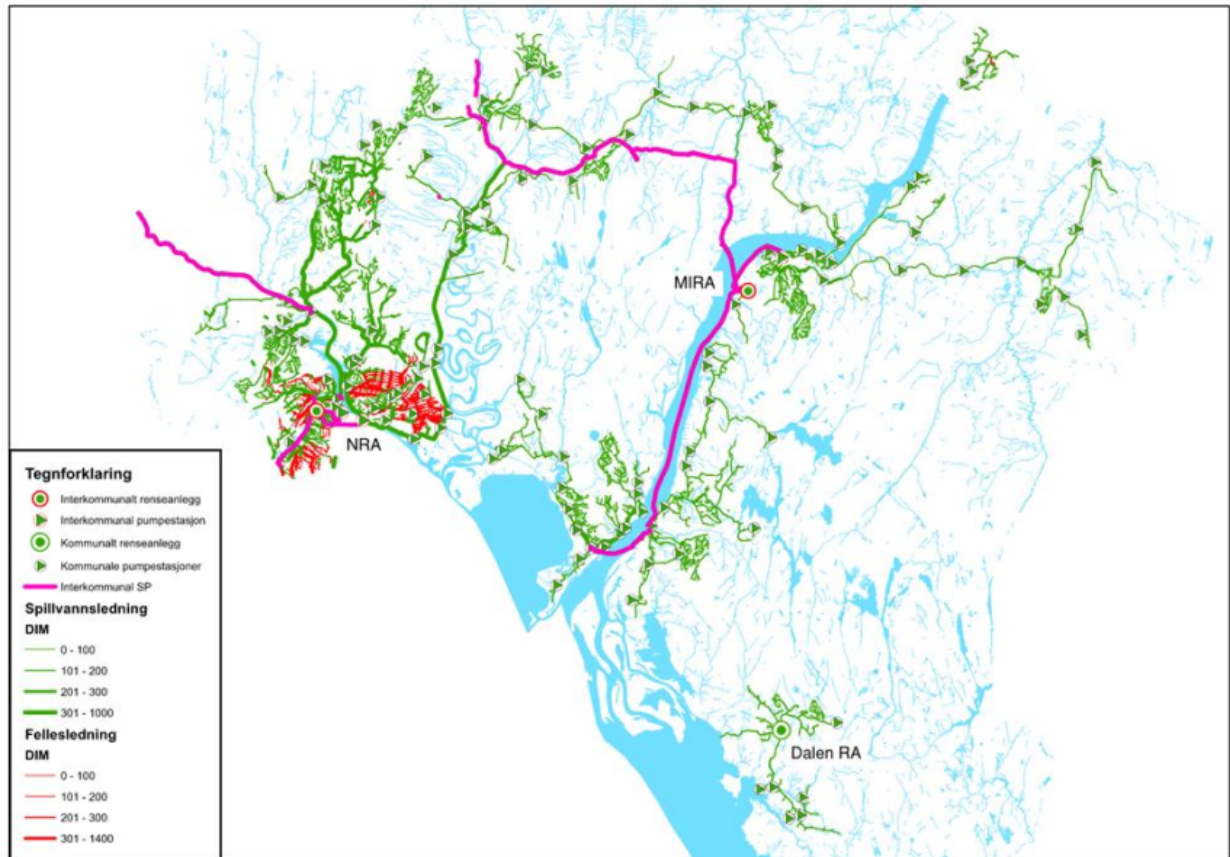 MIRA
NRA
Dalen RA
Tegnforklaring
Interkommunalt renseanlegg
Interkommunal pumpestasjon
Kommunalt renseanlegg
Kommunale pumpestasjoner
Interkommunal SP
Spillvannsledning
DIM
0 - 100
101 - 200
201 - 300
301 - 1000
Fellesledning
DIM
0 - 100
101 - 200
201 - 300
301 - 1400